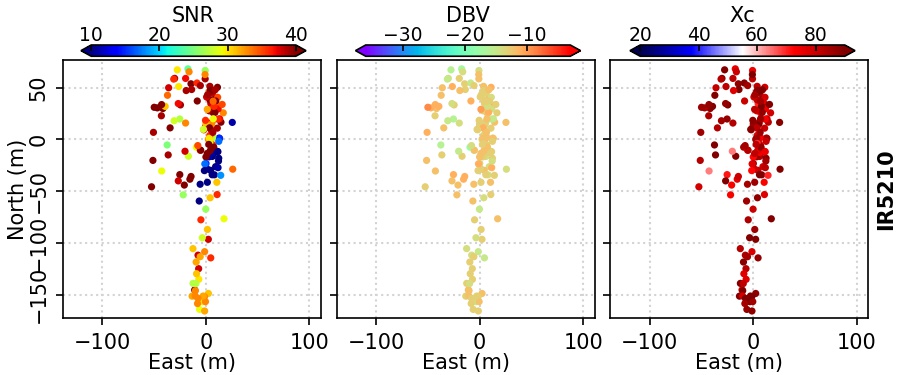 SNR DBV Xc
10 20 30 40 −30 −20 −10 20 40 60 80
North (m)
50
0
−50
−100
−150
IR5210
−100 0 100 −100 0 100 −100 0 100
East (m) East (m) East (m)